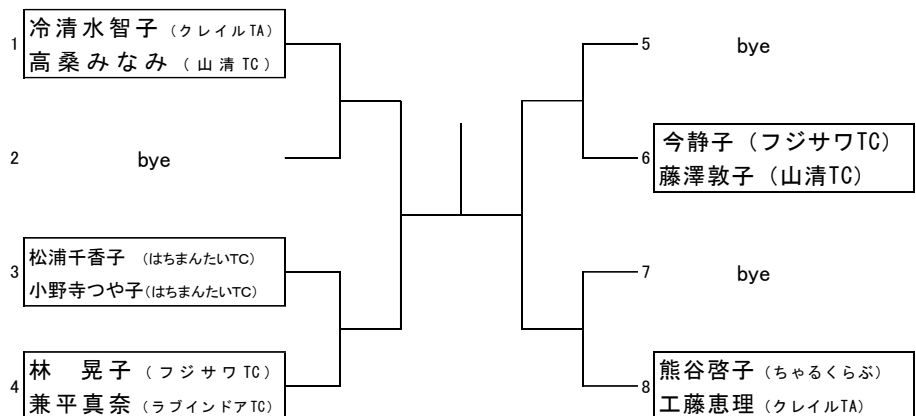 1
冷清水智子（クレイルTA）
高桑みなみ（山清TC）
2 bye
3
松浦千香子（はちまんたいTC）
小野寺つや子（はちまんたいTC）
4
林　晃子（フジサワTC）
兼平真奈（ラブインドアTC）
5 bye
6
今静子（フジサワTC）
藤澤敦子（山清TC）
7 bye
8
熊谷啓子（ちゃるくらぶ）
工藤恵理（クレイルTA）